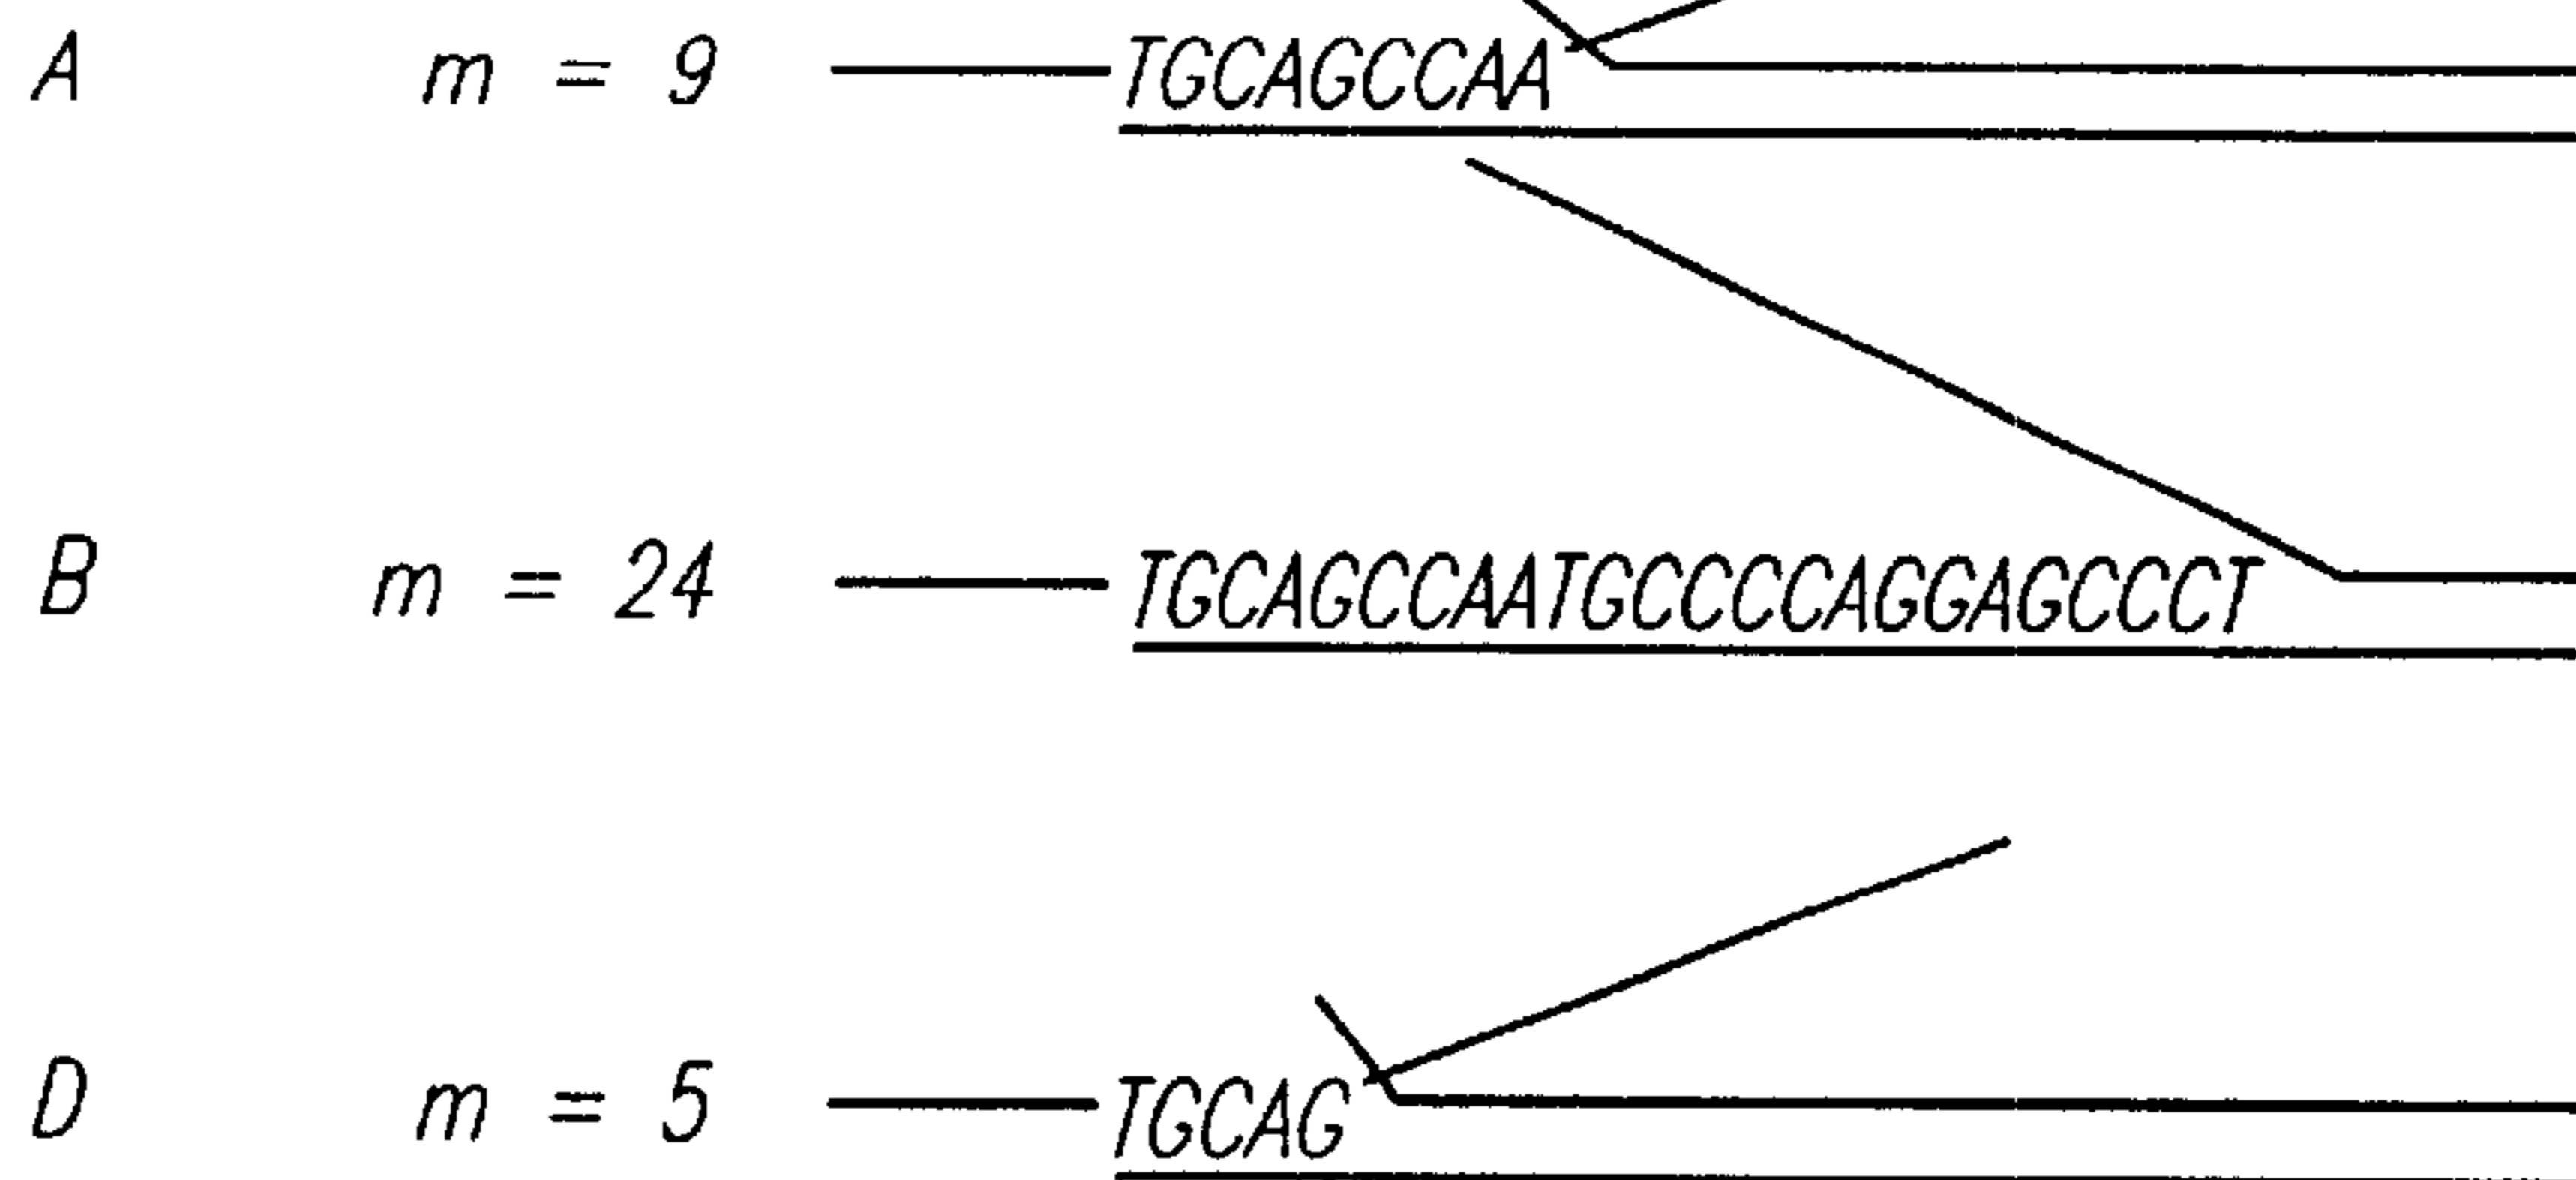 A m = 9 TGCAGCCAA
B m = 24 TGCAGCCAATGCCCCAGGAGCCCT
D m = 5 TGCAG